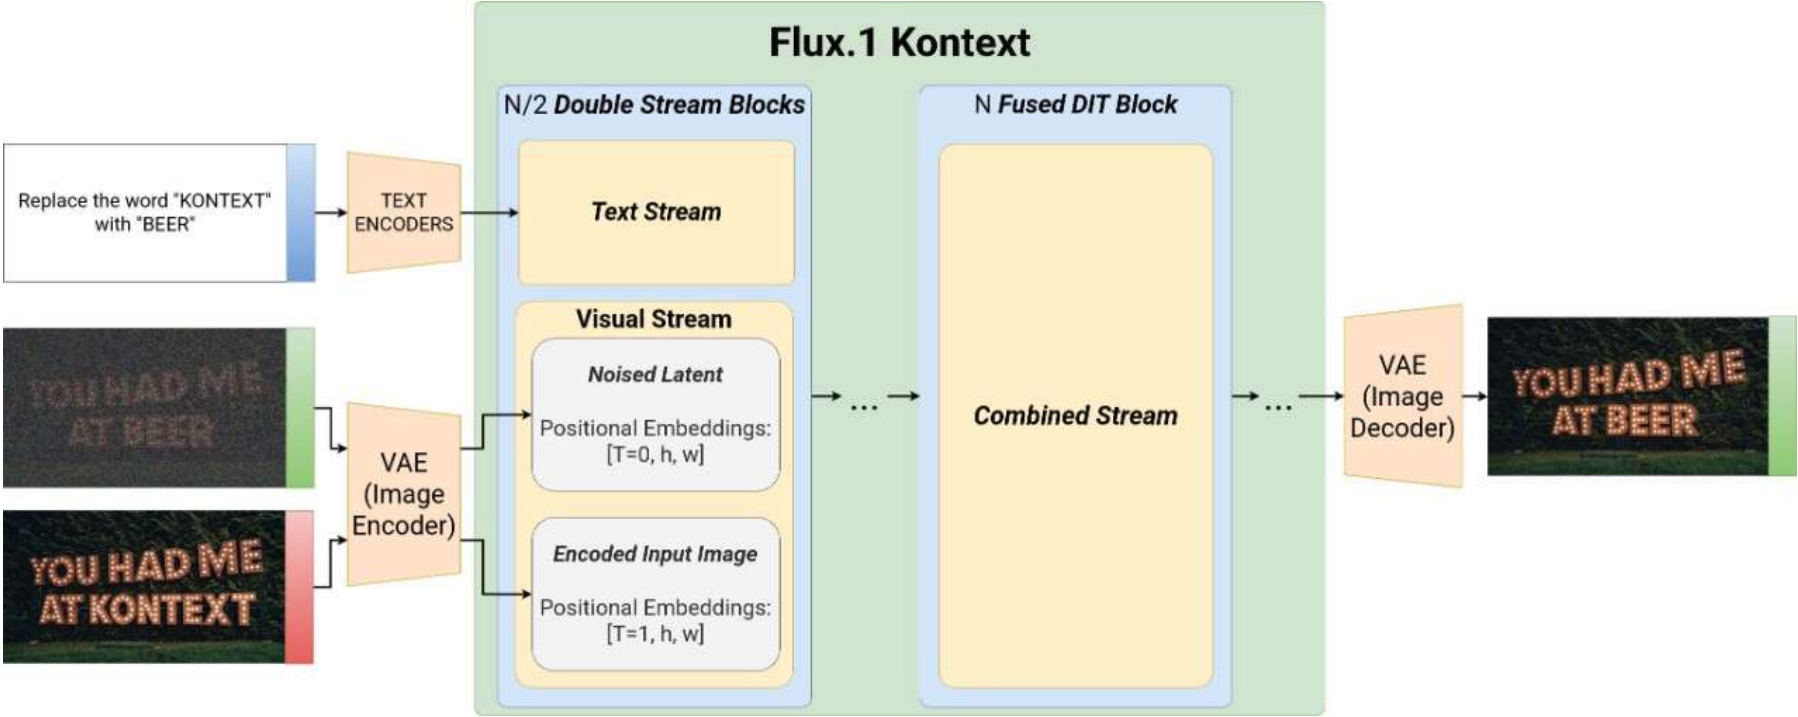 Flux.1 Kontext
N/2 Double Stream Blocks
N Fused DIT Block
Replace the word "KONTEXT"
with "BEER"
TEXT
ENCODERS
Text Stream
YOU HAD ME
AT BEER
YOU HAD ME
AT KONTEXT
VAE
(Image
Encoder)
Visual Stream
Noised Latent
Positional Embeddings:
[T=0, h, w]
Encoded Input Image
Positional Embeddings:
[T=1, h, w]
...
Combined Stream
...
VAE
(Image
Decoder)
YOU HAD ME
AT BEER